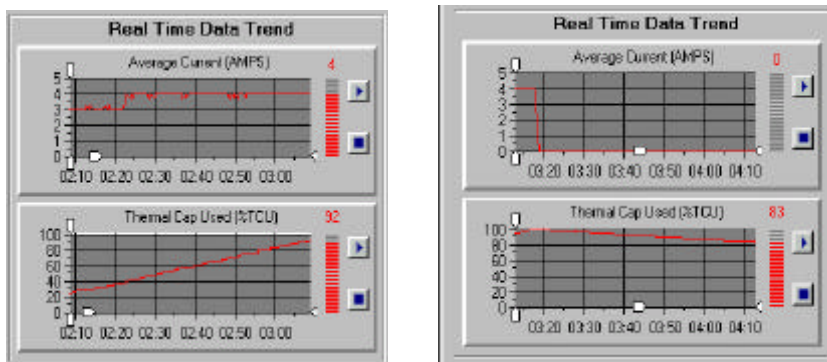 Real Time Data Trend
Average Current (AMPS) 4
5
4
3
2
1
0
02:10 02:20 02:30 02:40 02:50 03:00
Thermal Cap Used (%TCU) 92
100
80
60
40
20
0
02:10 02:20 02:30 02:40 02:50 03:00
Real Time Data Trend
Average Current (AMPS) 0
5
4
3
2
1
0
03:20 03:30 03:40 03:50 04:00 04:10
Thermal Cap Used (%TCU) 83
100
80
60
40
20
0
03:20 03:30 03:40 03:50 04:00 04:10